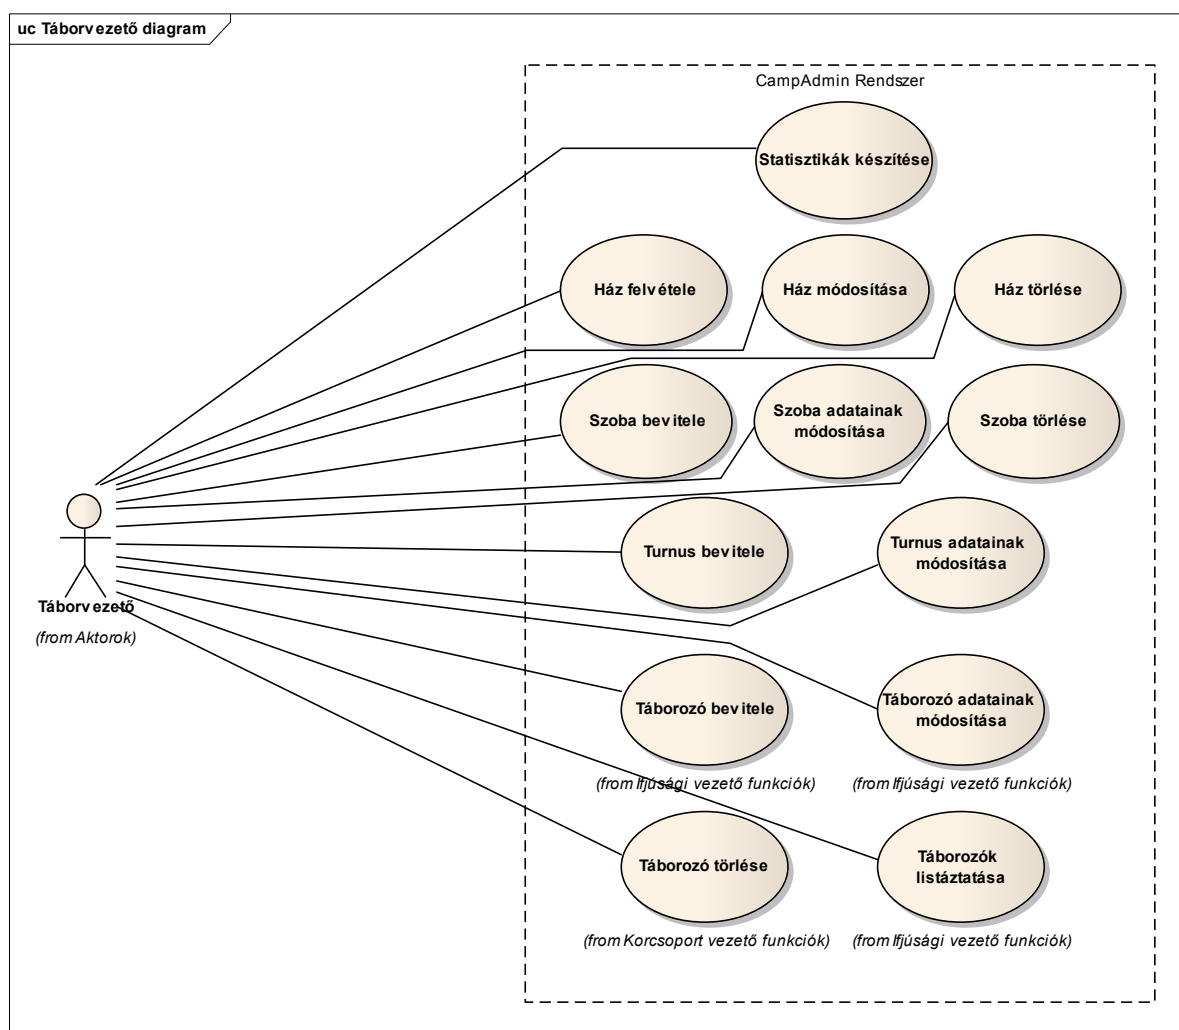 uc Táborvezető diagram
CampAdmin Rendszer
Statisztikák készítése
Ház felvétele
Ház módosítása
Ház törlése
Szoba bevitele
Szoba adatainak
módosítása
Szoba törlése
Turnus bevitele
Turnus adatainak
módosítása
Táborvezető
(from Aktorok)
Táborozó bevitele
Táborozó adatainak
módosítása
(from Ifjúsági vezető funkciók)
(from Ifjúsági vezető funkciók)
Táborozó törlése
Táborozók
listáztatása
(from Korcsoport vezető funkciók)
(from Ifjúsági vezető funkciók)